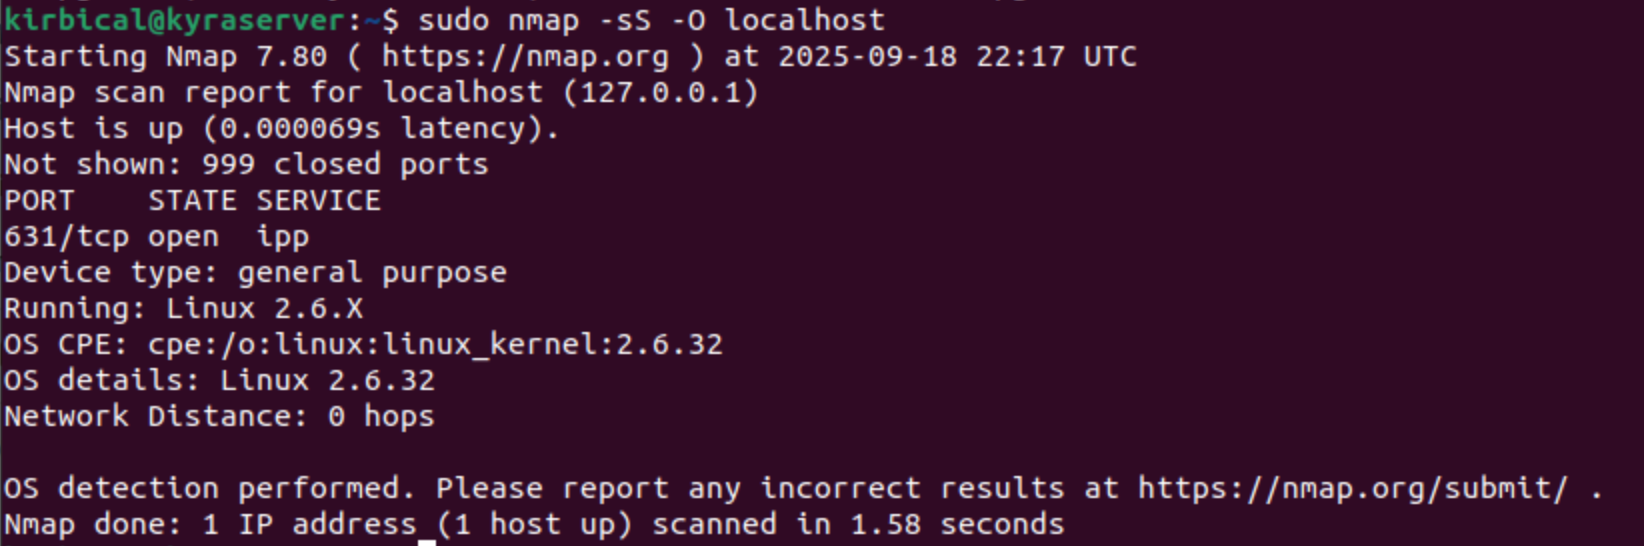 kirbical@kyraserver:~$ sudo nmap -sS -O localhost
Starting Nmap 7.80 ( https://nmap.org ) at 2025-09-18 22:17 UTC
Nmap scan report for localhost (127.0.0.1)
Host is up (0.000069s latency).
Not shown: 999 closed ports
PORT    STATE SERVICE
631/tcp open  ipp
Device type: general purpose
Running: Linux 2.6.X
OS CPE: cpe:/o:linux:linux_kernel:2.6.32
OS details: Linux 2.6.32
Network Distance: 0 hops

OS detection performed. Please report any incorrect results at https://nmap.org/submit/ .
Nmap done: 1 IP address (1 host up) scanned in 1.58 seconds